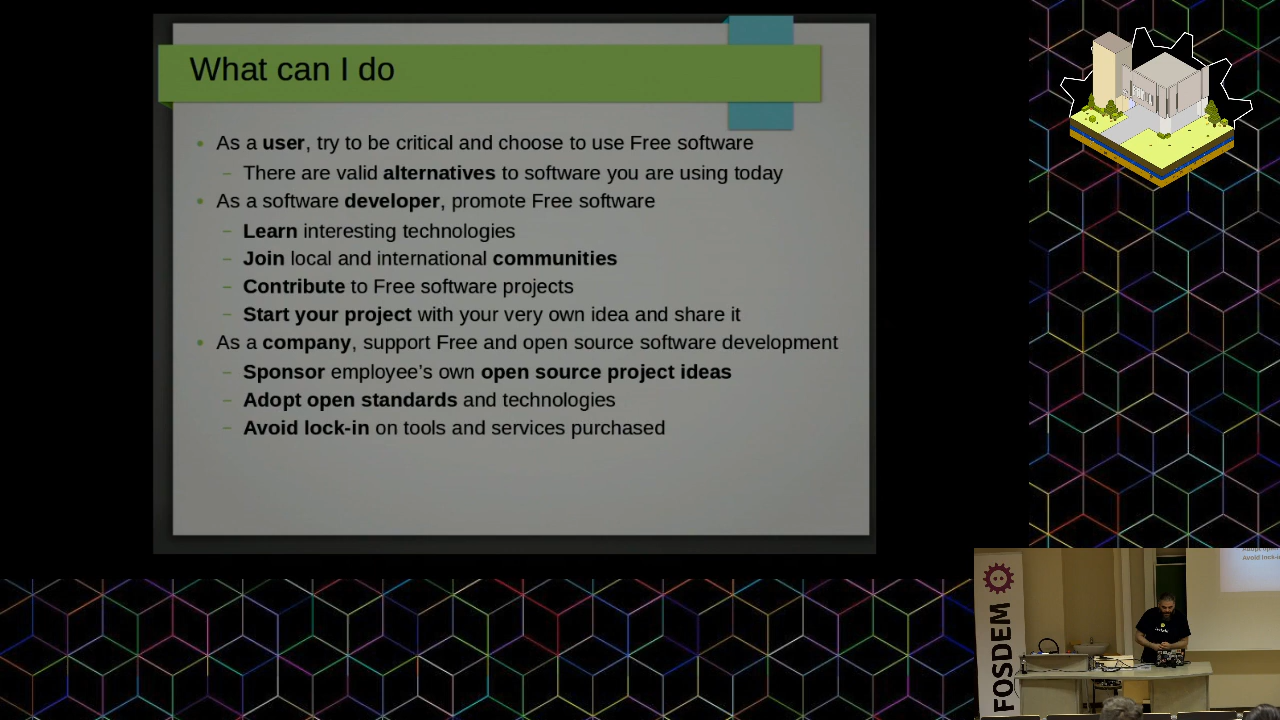 What can I do
As a user, try to be critical and choose to use Free software
There are valid alternatives to software you are using today
As a software developer, promote Free software
Learn interesting technologies
Join local and international communities
Contribute to Free software projects
Start your project with your very own idea and share it
As a company, support Free and open source software development
Sponsor employee’s own open source project ideas
Adopt open standards and technologies
Avoid lock-in on tools and services purchased
FOSDEM